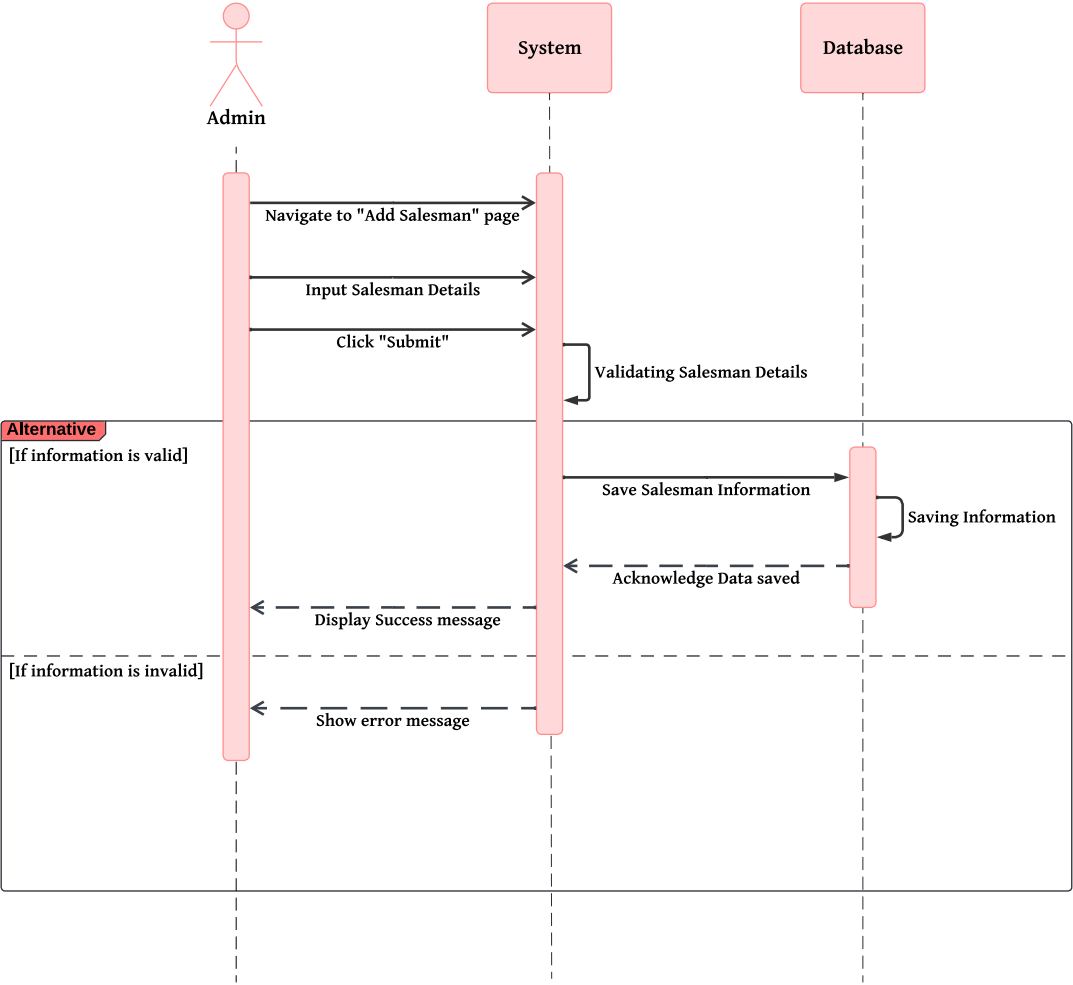 Admin
System
Database
Navigate to "Add Salesman" page
Input Salesman Details
Click "Submit"
Validating Salesman Details
Alternative
[If information is valid]
Save Salesman Information
Saving Information
Acknowledge Data saved
Display Success message
[If information is invalid]
Show error message